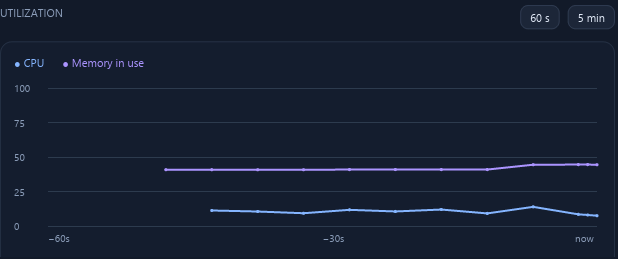 UTILIZATION
60 s
5 min
CPU
Memory in use
100
75
50
25
0
−60s
−30s
now